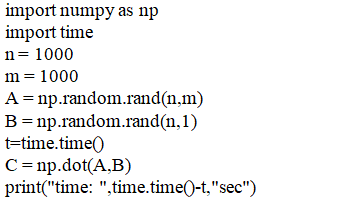 import numpy as np
import time
n = 1000
m = 1000
A = np.random.rand(n,m)
B = np.random.rand(n,1)
t=time.time()
C = np.dot(A,B)
print("time: ",time.time()-t,"sec")